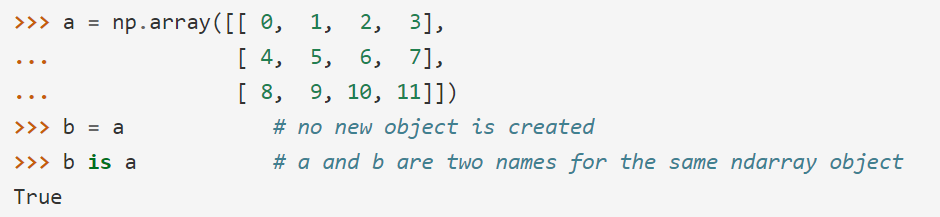 >>> a = np.array([[ 0,  1,  2,  3],
...               [ 4,  5,  6,  7],
...               [ 8,  9, 10, 11]])
>>> b = a            # no new object is created
>>> b is a           # a and b are two names for the same ndarray object
True